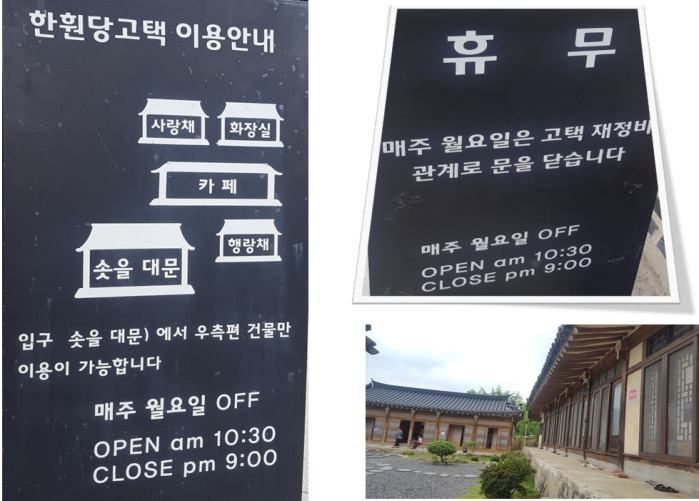 한훤당고택 이용안내
사랑채 화장실
카 페
행랑채
솟을 대문
입구 솟을 대문) 에서 우측편 건물만
이용이 가능합니다
매주 월요일 OFF
OPEN am 10:30
CLOSE pm 9:00
휴 무
매주 월요일은 고택 재정비
관계로 문을 닫습니다
매주 월요일 OFF
OPEN am 10:30
CLOSE pm 9:00